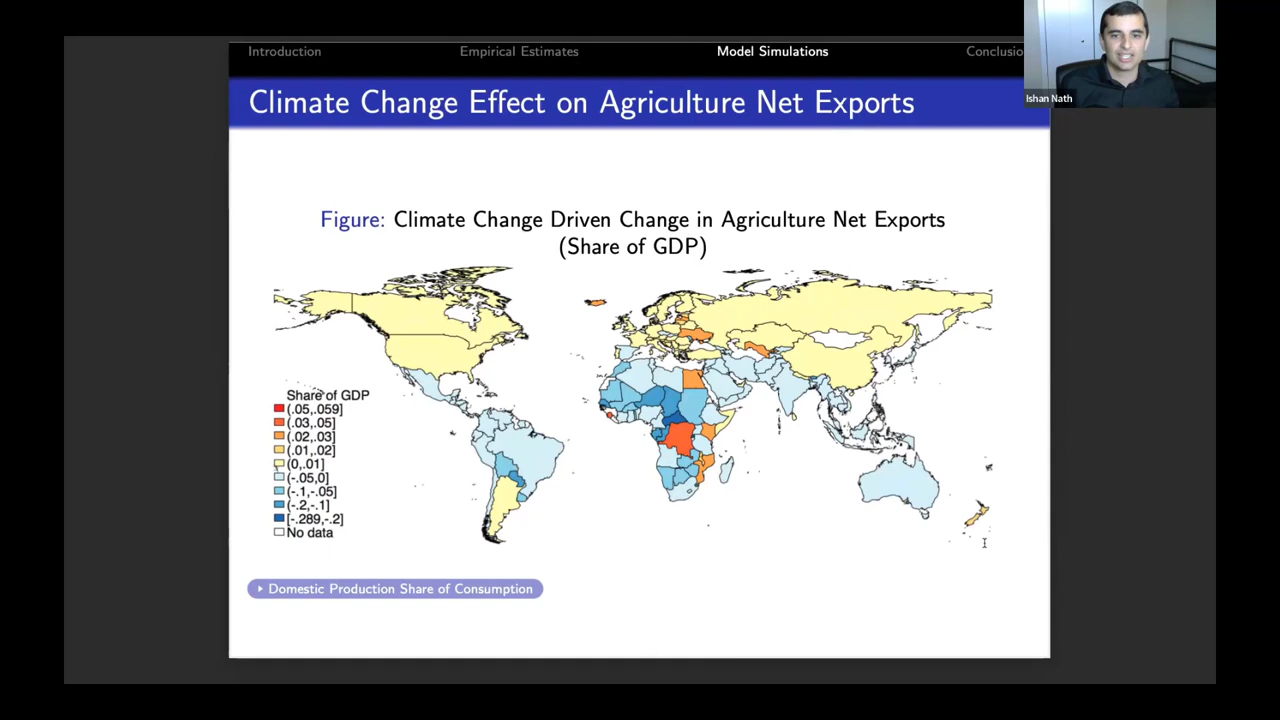 Introduction
Empirical Estimates
Model Simulations
Conclusio
Climate Change Effect on Agriculture Net Exports
Ishan Nath
Figure: Climate Change Driven Change in Agriculture Net Exports
(Share of GDP)
Share of GDP
(.05,.059]
(.03,.05]
(.02,.03]
(.01,.02]
(0,.01]
(-.05,0]
(-.1,-.05]
(-.2,-.1]
[-.289,-.2]
No data
Domestic Production Share of Consumption